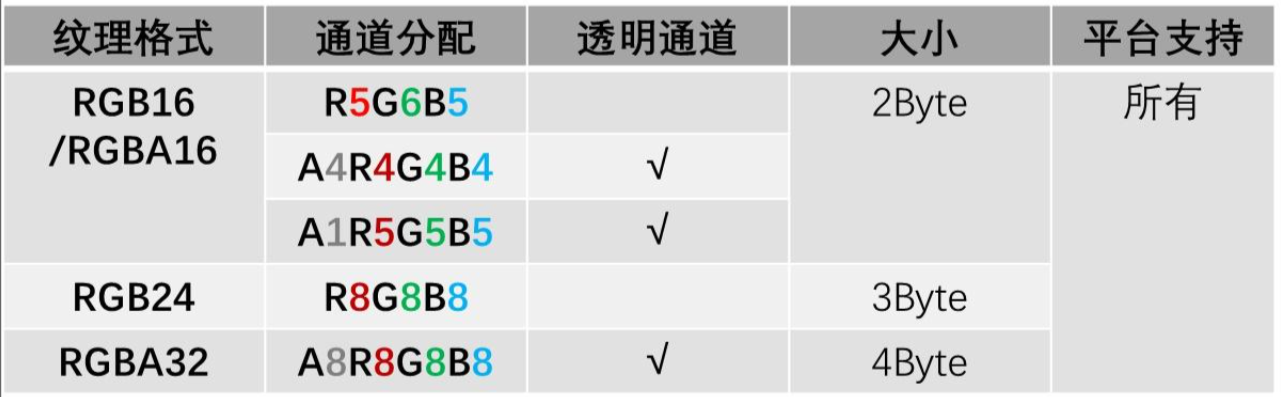 纹理格式 通道分配 透明通道 大小 平台支持
RGB16 R5G6B5 2Byte 所有
/RGBA16
A4R4G4B4 √
A1R5G5B5 √
RGB24 R8G8B8 3Byte
RGBA32 A8R8G8B8 √ 4Byte